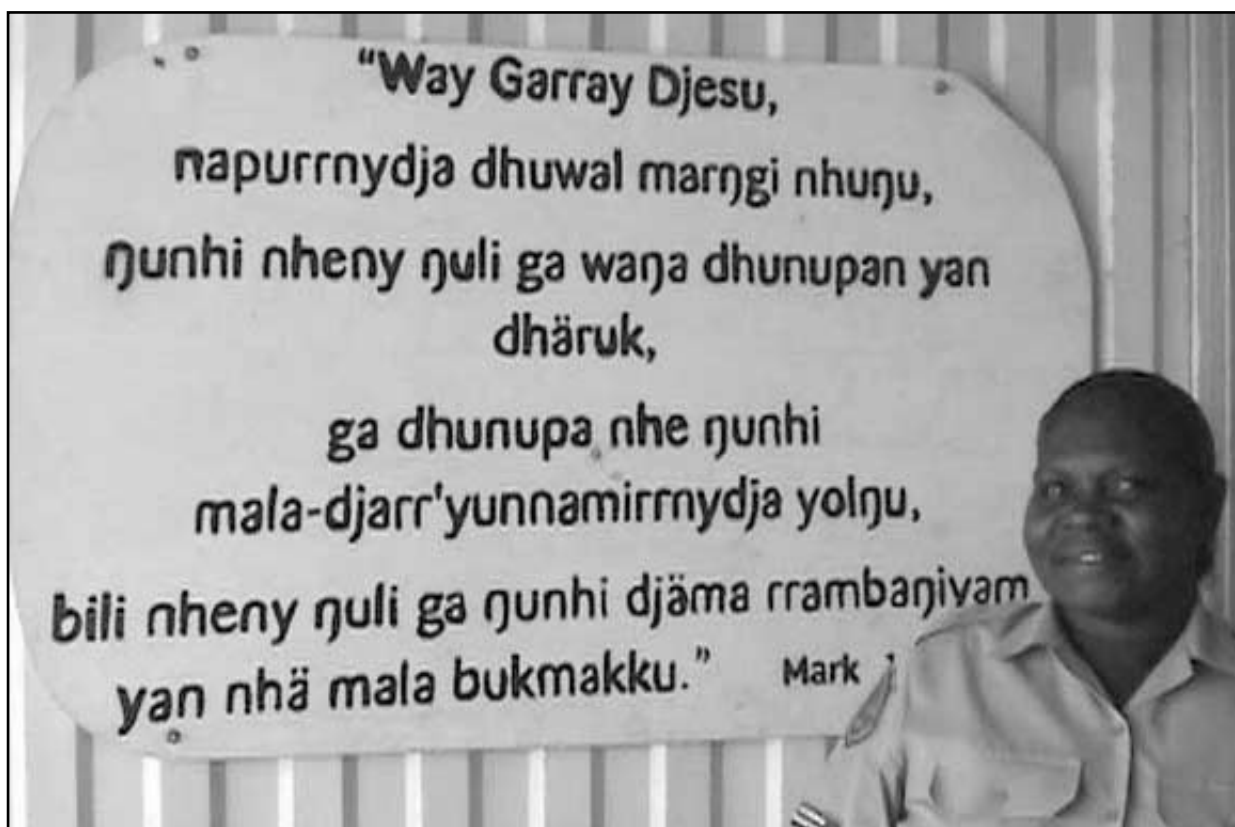 “Way Garray Djesu,
napurrnydja dhuwal marŋgi nhuŋu,
ŋunhi nheny ŋuli ga waŋa dhunupan yan
dhäruk,
ga dhunupa nhe ŋunhi
mala-djarr'yunnamirrnydja yolŋu,
bili nheny ŋuli ga ŋunhi djäma rrambaŋiyam
yan nhä mala bukmakku.” Mark